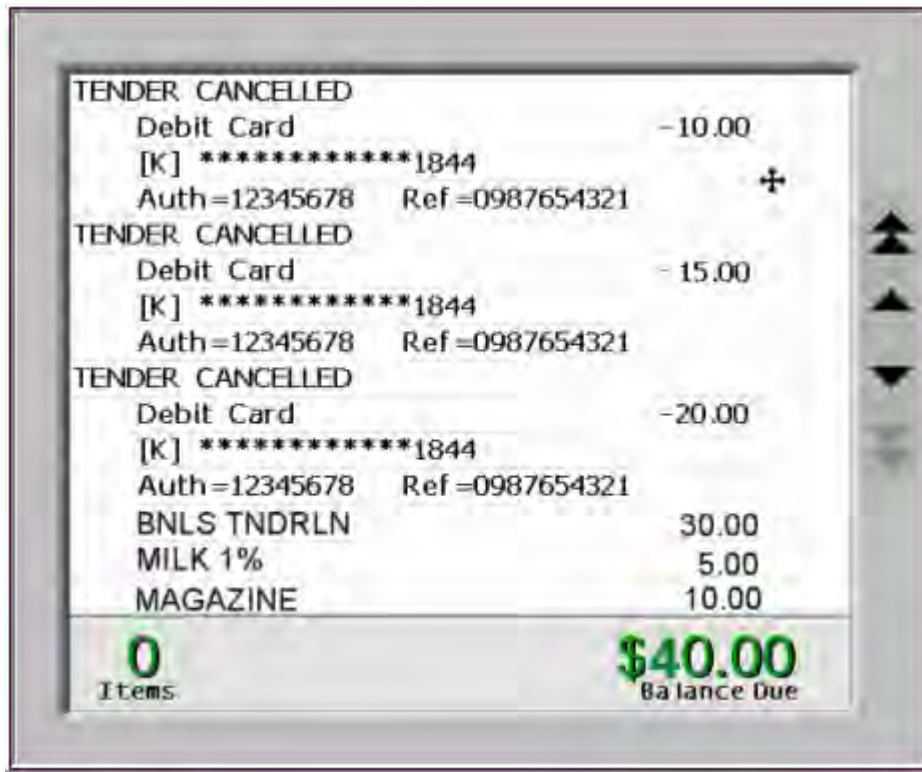 TENDER CANCELLED
Debit Card -10.00
[K] ************1844
Auth=12345678 Ref=0987654321
TENDER CANCELLED
Debit Card -15.00
[K] ************1844
Auth=12345678 Ref=0987654321
TENDER CANCELLED
Debit Card -20.00
[K] ************1844
Auth=12345678 Ref=0987654321
BNLS TNDRLN 30.00
MILK 1% 5.00
MAGAZINE 10.00
0 $40.00
Items Balance Due